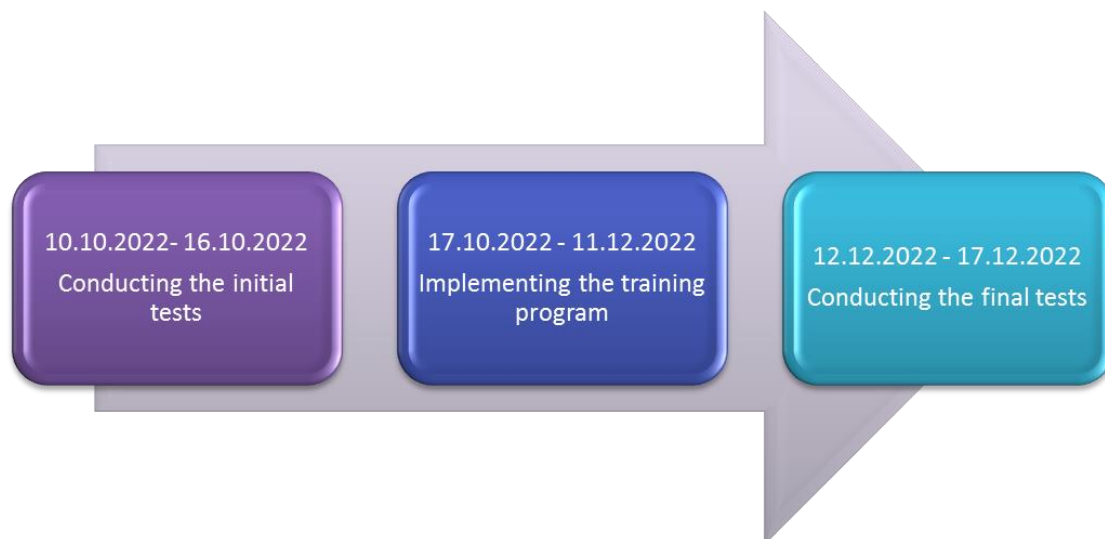 10.10.2022- 16.10.2022
Conducting the initial
tests
17.10.2022 - 11.12.2022
Implementing the training
program
12.12.2022 - 17.12.2022
Conducting the final tests